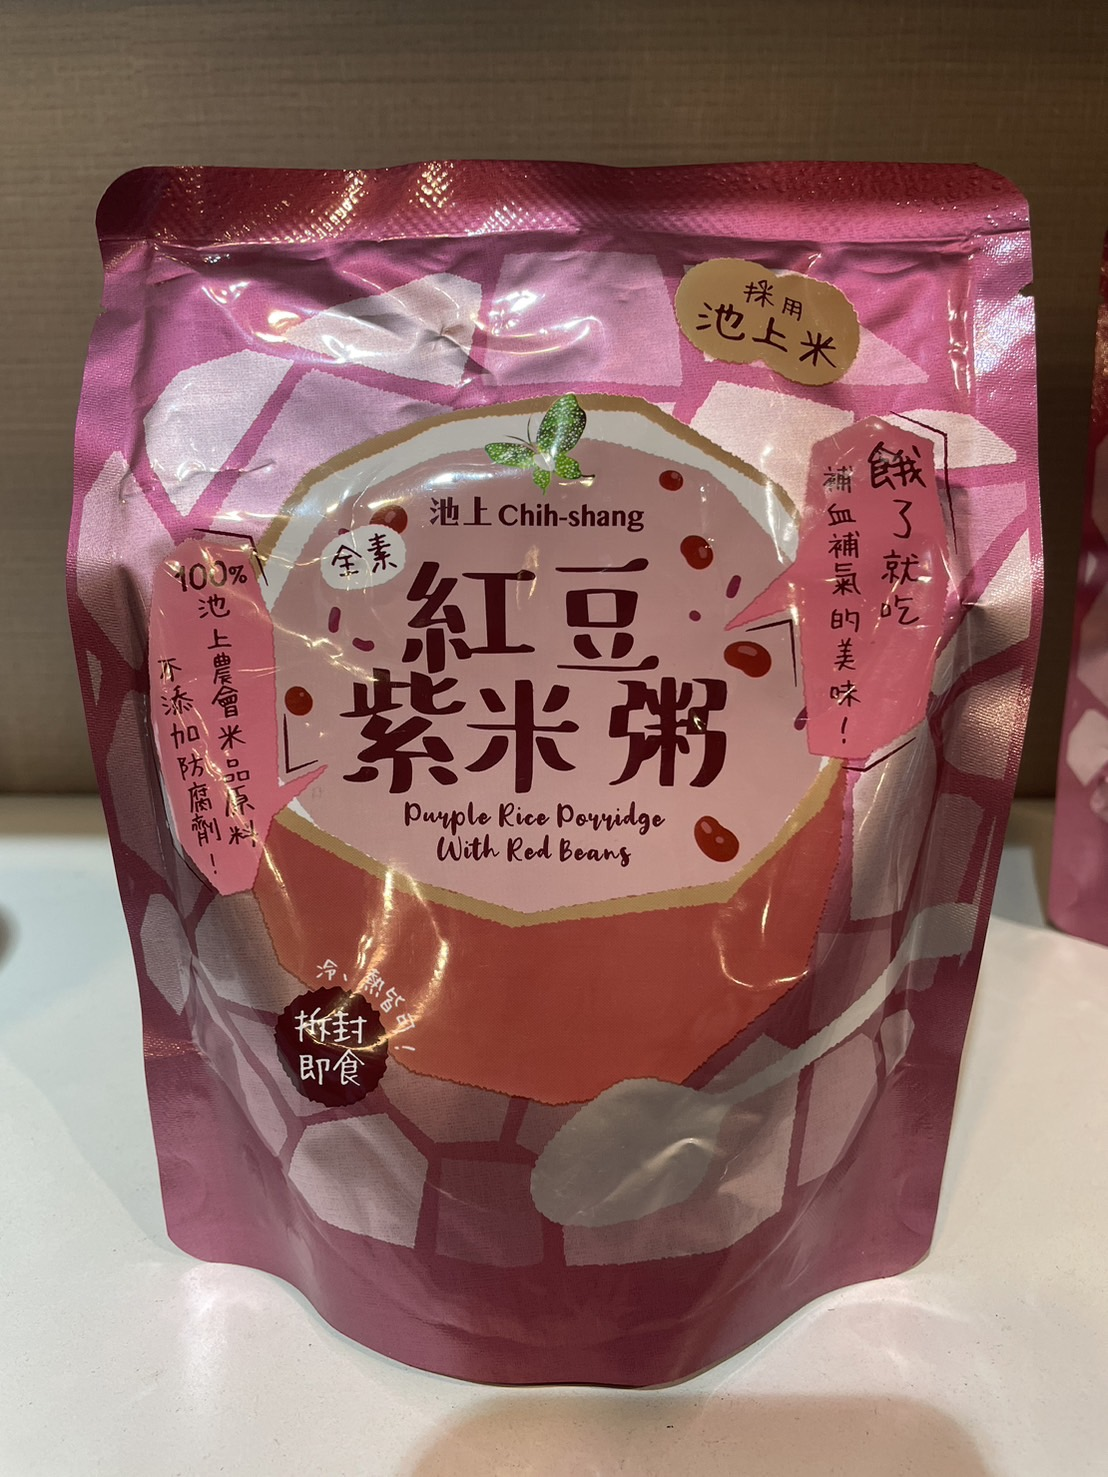 採用
池上米
餓了就吃
補血補氣的美味！
池上 Chih-shang
全素
紅豆
紫米粥
Purple Rice Porridge
With Red Beans
100%池上農會米品原料，
不添加防腐劑！
冷、熱皆可！
拆封
即食